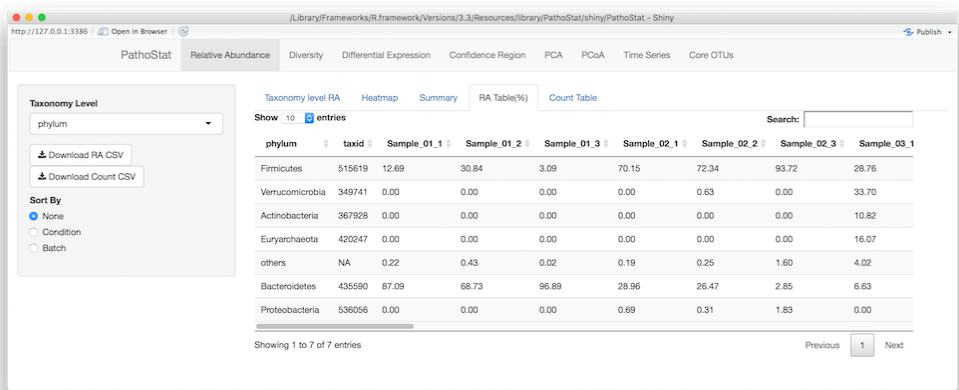 /Library/Frameworks/R.framework/Versions/3.3/Resources/library/PathoStat/shiny/PathoStat - Shiny
http://127.0.0.1:3386 Open in Browser Publish
PathoStat Relative Abundance Diversity Differential Expression Confidence Region PCA PCoA Time Series Core OTUs
Taxonomy Level
phylum
Download RA CSV
Download Count CSV
Sort By
None
Condition
Batch
Taxonomy level RA Heatmap Summary RA Table(%) Count Table
Show 10 entries Search:
phylum taxid Sample_01_1 Sample_01_2 Sample_01_3 Sample_02_1 Sample_02_2 Sample_02_3 Sample_03_1
Firmicutes 515619 12.69 30.84 3.09 70.15 72.34 93.72 28.76
Verrucomicrobia 349741 0.00 0.00 0.00 0.00 0.63 0.00 33.70
Actinobacteria 367928 0.00 0.00 0.00 0.00 0.00 0.00 10.82
Euryarchaeota 420247 0.00 0.00 0.00 0.00 0.00 0.00 16.07
others NA 0.22 0.43 0.02 0.19 0.25 1.60 4.02
Bacteroidetes 435590 87.09 68.73 96.89 28.96 26.47 2.85 6.63
Proteobacteria 536056 0.00 0.00 0.00 0.69 0.31 1.83 0.00
Showing 1 to 7 of 7 entries Previous 1 Next